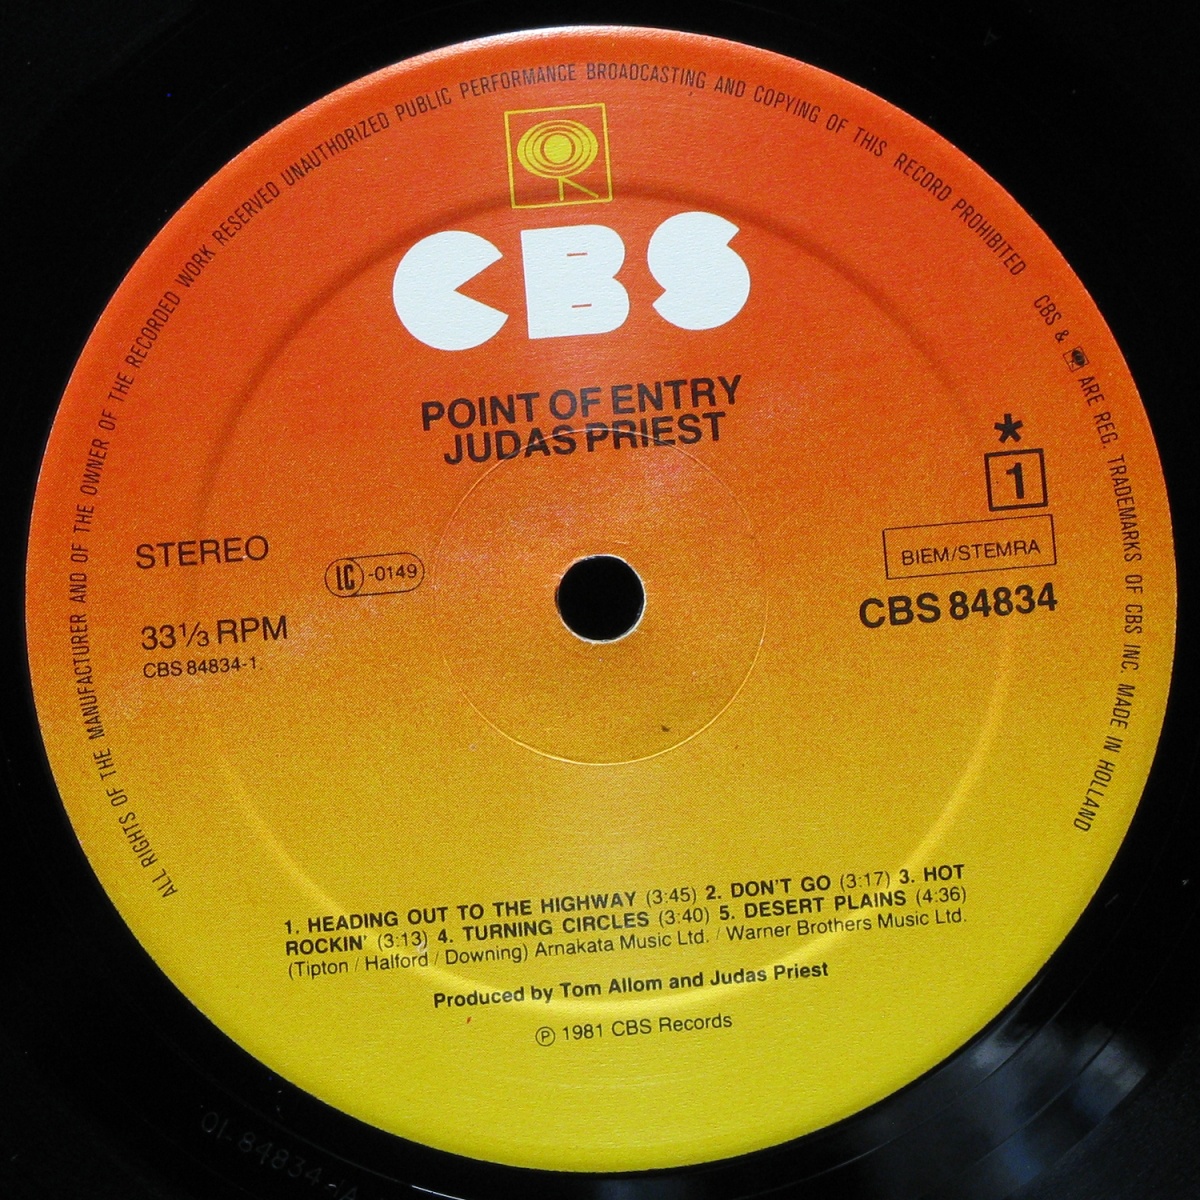 ALL RIGHTS OF THE MANUFACTURER AND OF THE OWNER OF THE RECORDED WORK RESERVED UNAUTHORIZED PUBLIC PERFORMANCE BROADCASTING AND COPYING OF THIS RECORD PROHIBITED
CBS & ARE REG. TRADEMARKS OF CBS INC. MADE IN HOLLAND
CBS
POINT OF ENTRY
JUDAS PRIEST
*
1
STEREO
LC-0149
BIEM/STEMRA
CBS 84834
33⅓ RPM
CBS 84834-1
1. HEADING OUT TO THE HIGHWAY (3:45) 2. DON'T GO (3:17) 3. HOT
ROCKIN' (3:13) 4. TURNING CIRCLES (3:40) 5. DESERT PLAINS (4:36)
(Tipton / Halford / Downing) Arnakata Music Ltd. / Warner Brothers Music Ltd.
Produced by Tom Allom and Judas Priest
℗ 1981 CBS Records